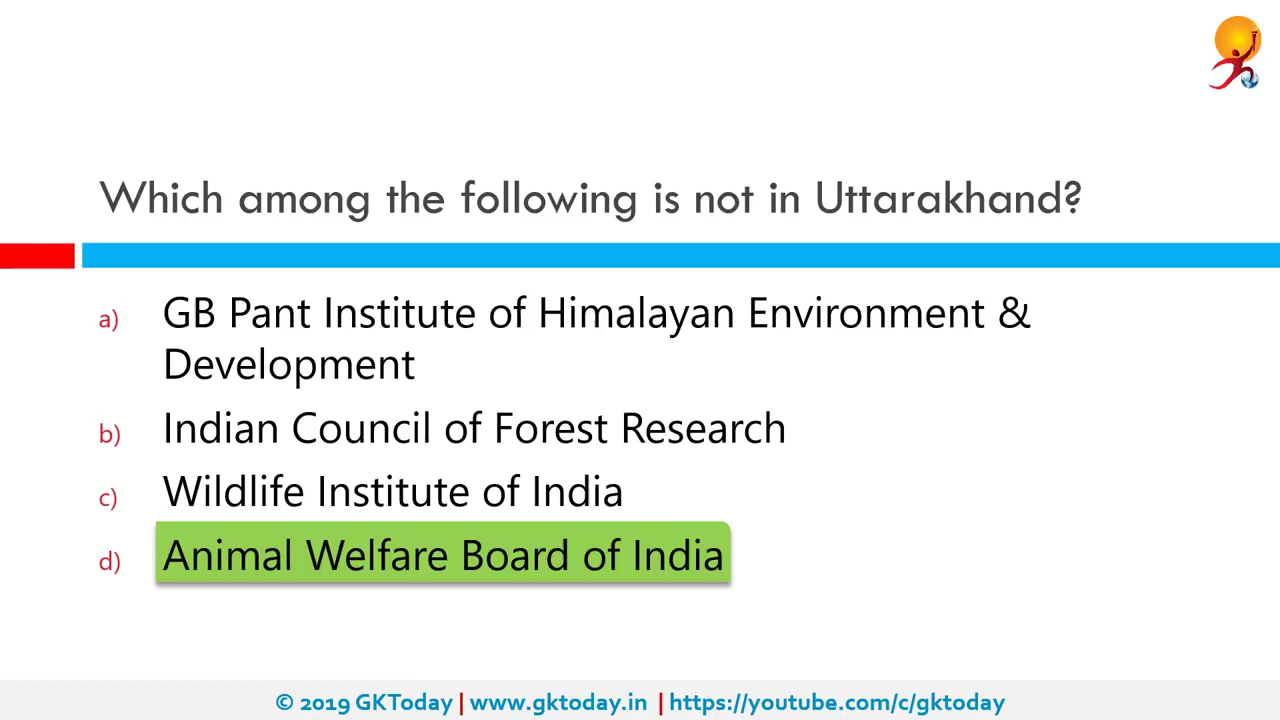 Which among the following is not in Uttarakhand?
a) GB Pant Institute of Himalayan Environment &
Development
b) Indian Council of Forest Research
c) Wildlife Institute of India
d) Animal Welfare Board of India
© 2019 GKToday | www.gktoday.in | https://youtube.com/c/gktoday